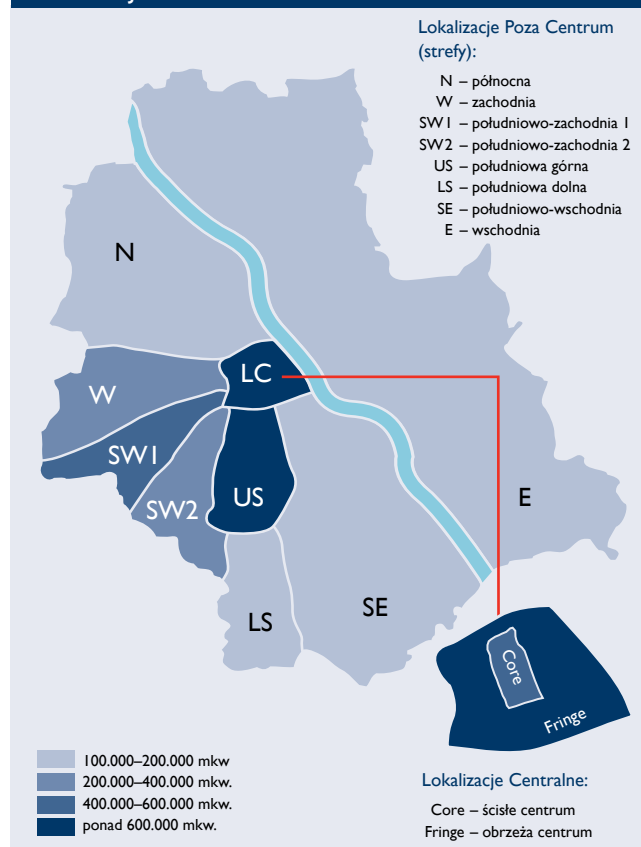 Lokalizacje Poza Centrum
(strefy):
N – północna
W – zachodnia
SW1 – południowo-zachodnia 1
SW2 – południowo-zachodnia 2
US – południowa górna
LS – południowa dolna
SE – południowo-wschodnia
E – wschodnia
N
LC
W
SW1
SW2
US
E
LS
SE
Core
Fringe
100.000–200.000 mkw
200.000–400.000 mkw.
400.000–600.000 mkw.
ponad 600.000 mkw.
Lokalizacje Centralne:
Core – ścisłe centrum
Fringe – obrzeża centrum